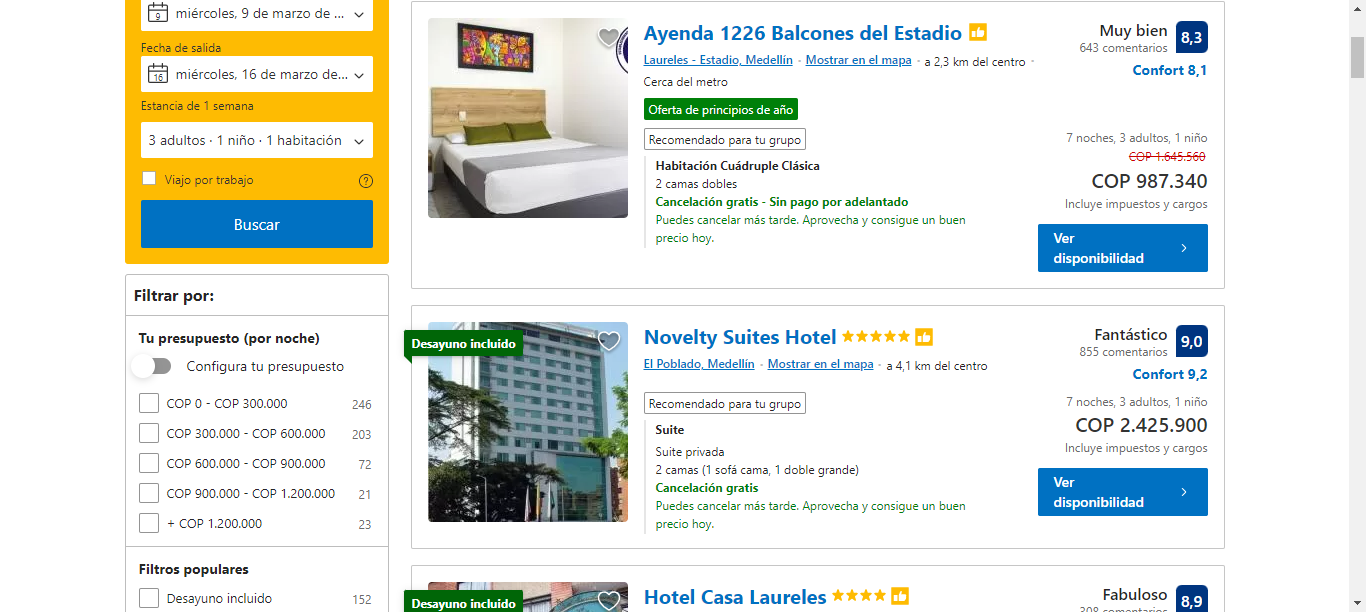 miércoles, 9 de marzo de ...
9
Fecha de salida
miércoles, 16 de marzo de...
16
Estancia de 1 semana
3 adultos · 1 niño · 1 habitación
Viajo por trabajo
?
Buscar
Filtrar por:
Tu presupuesto (por noche)
Configura tu presupuesto
COP 0 - COP 300.000 246
COP 300.000 - COP 600.000 203
COP 600.000 - COP 900.000 72
COP 900.000 - COP 1.200.000 21
+ COP 1.200.000 23
Filtros populares
Desayuno incluido 152
Ayenda 1226 Balcones del Estadio
Laureles - Estadio, Medellín · Mostrar en el mapa · a 2,3 km del centro ·
Cerca del metro
Oferta de principios de año
Recomendado para tu grupo
Habitación Cuádruple Clásica
2 camas dobles
Cancelación gratis - Sin pago por adelantado
Puedes cancelar más tarde. Aprovecha y consigue un buen
precio hoy.
Muy bien 8,3
643 comentarios
Confort 8,1
7 noches, 3 adultos, 1 niño
COP 1.645.560
COP 987.340
Incluye impuestos y cargos
Ver
disponibilidad
Desayuno incluido
Novelty Suites Hotel
El Poblado, Medellín · Mostrar en el mapa · a 4,1 km del centro
Recomendado para tu grupo
Suite
Suite privada
2 camas (1 sofá cama, 1 doble grande)
Cancelación gratis
Puedes cancelar más tarde. Aprovecha y consigue un buen
precio hoy.
Fantástico 9,0
855 comentarios
Confort 9,2
7 noches, 3 adultos, 1 niño
COP 2.425.900
Incluye impuestos y cargos
Ver
disponibilidad
Desayuno incluido
Hotel Casa Laureles
Fabuloso 8,9
308 comentarios